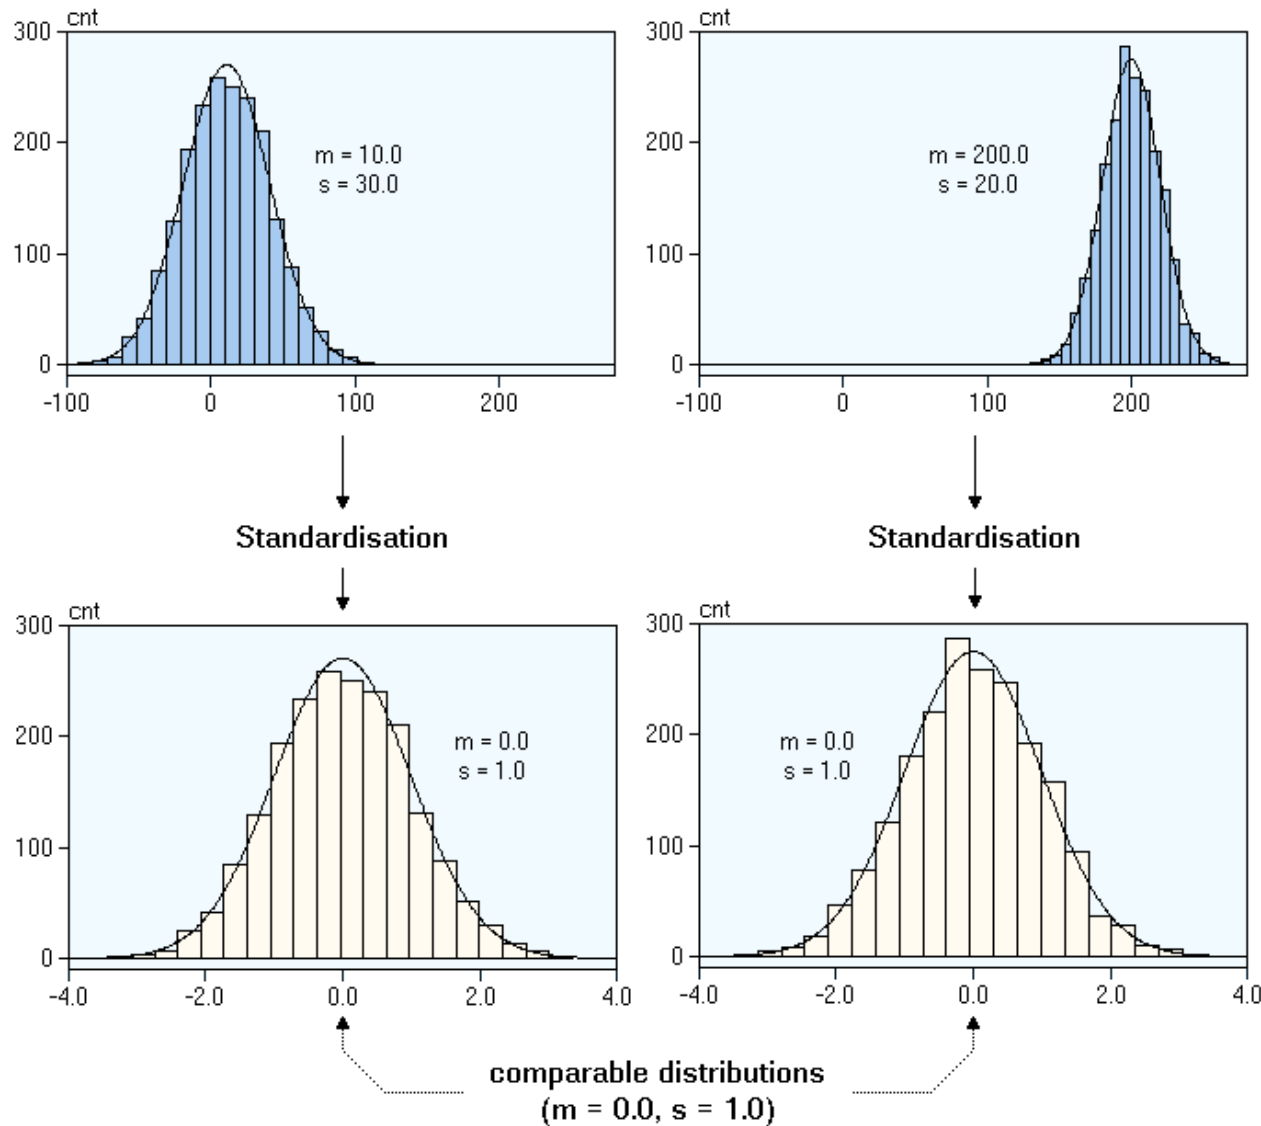 cnt
300
200
100
0
m = 10.0
s = 30.0
-100 0 100 200
cnt
300
200
100
0
m = 200.0
s = 20.0
-100 0 100 200
Standardisation
Standardisation
cnt
300
200
100
0
m = 0.0
s = 1.0
-4.0 -2.0 0.0 2.0 4.0
cnt
300
200
100
0
m = 0.0
s = 1.0
-4.0 -2.0 0.0 2.0 4.0
comparable distributions
(m = 0.0, s = 1.0)